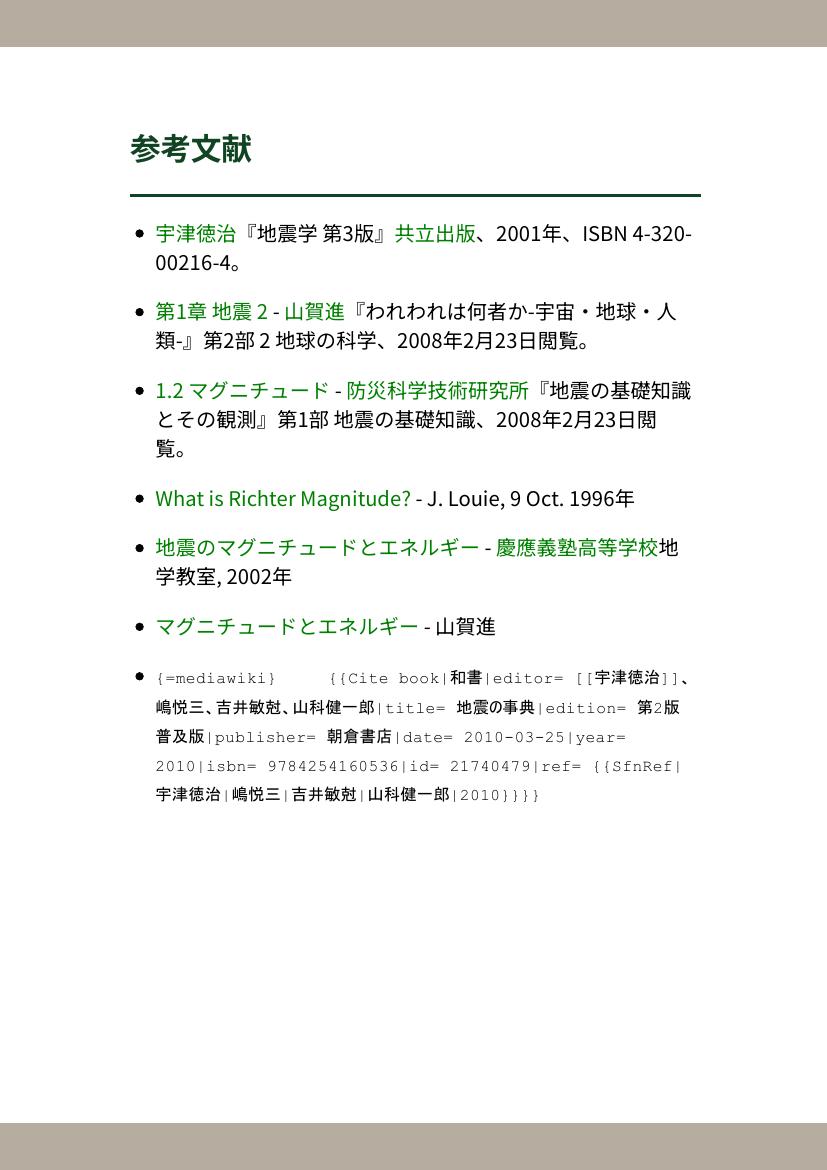 参考文献
宇津徳治『地震学 第3版』共立出版、2001年、ISBN 4-320-
00216-4。
第1章 地震 2 - 山賀進『われわれは何者か-宇宙・地球・人
類-』第2部 2 地球の科学、2008年2月23日閲覧。
1.2 マグニチュード - 防災科学技術研究所『地震の基礎知識
とその観測』第1部 地震の基礎知識、2008年2月23日閲
覧。
What is Richter Magnitude? - J. Louie, 9 Oct. 1996年
地震のマグニチュードとエネルギー - 慶應義塾高等学校地
学教室, 2002年
マグニチュードとエネルギー - 山賀進
{=mediawiki} {{Cite book|和書|editor= [[宇津徳治]]、
嶋悦三、吉井敏尅、山科健一郎|title= 地震の事典|edition= 第2版
普及版|publisher= 朝倉書店|date= 2010-03-25|year=
2010|isbn= 9784254160536|id= 21740479|ref= {{SfnRef|
宇津徳治|嶋悦三|吉井敏尅|山科健一郎|2010}}}}